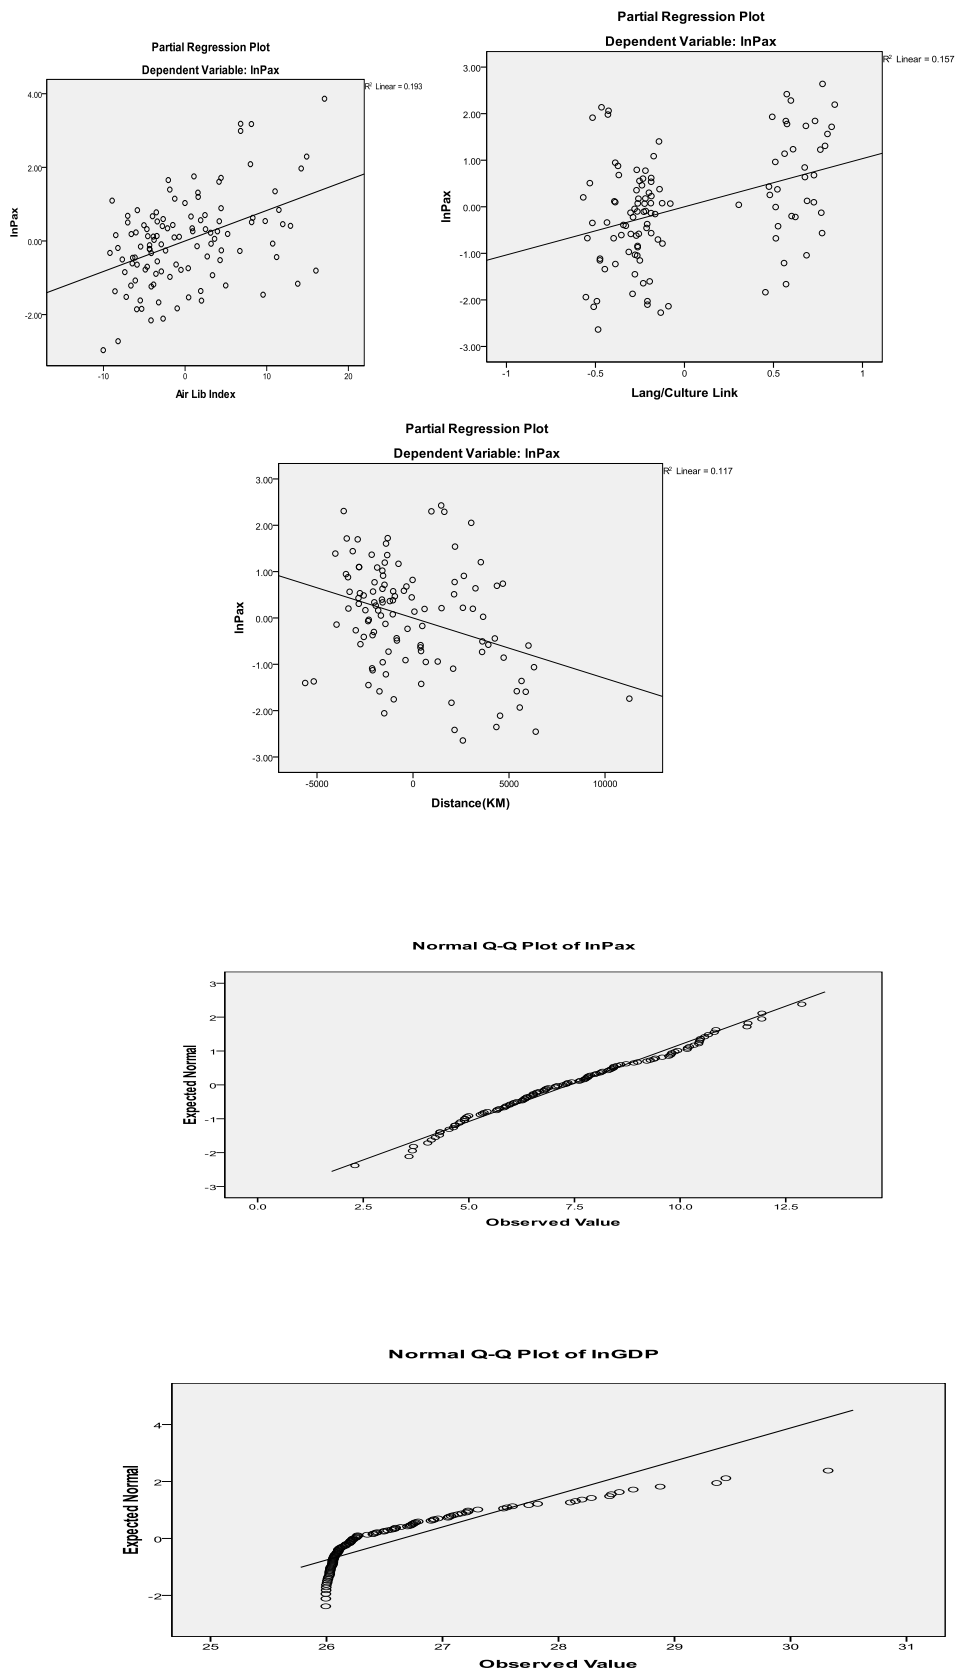 Partial Regression Plot
Dependent Variable: lnPax
R² Linear = 0.193
4.00
2.00
0.00
-2.00
lnPax
-10 0 10 20
Air Lib Index
Partial Regression Plot
Dependent Variable: lnPax
R² Linear = 0.157
3.00
2.00
1.00
0.00
-1.00
-2.00
-3.00
lnPax
-1 -0.5 0 0.5 1
Lang/Culture Link
Partial Regression Plot
Dependent Variable: lnPax
R² Linear = 0.117
3.00
2.00
1.00
0.00
-1.00
-2.00
-3.00
lnPax
-5000 0 5000 10000
Distance(KM)
Normal Q-Q Plot of lnPax
3
2
1
0
-1
-2
-3
Expected Normal
0.0 2.5 5.0 7.5 10.0 12.5
Observed Value
Normal Q-Q Plot of lnGDP
4
2
0
-2
Expected Normal
25 26 27 28 29 30 31
Observed Value